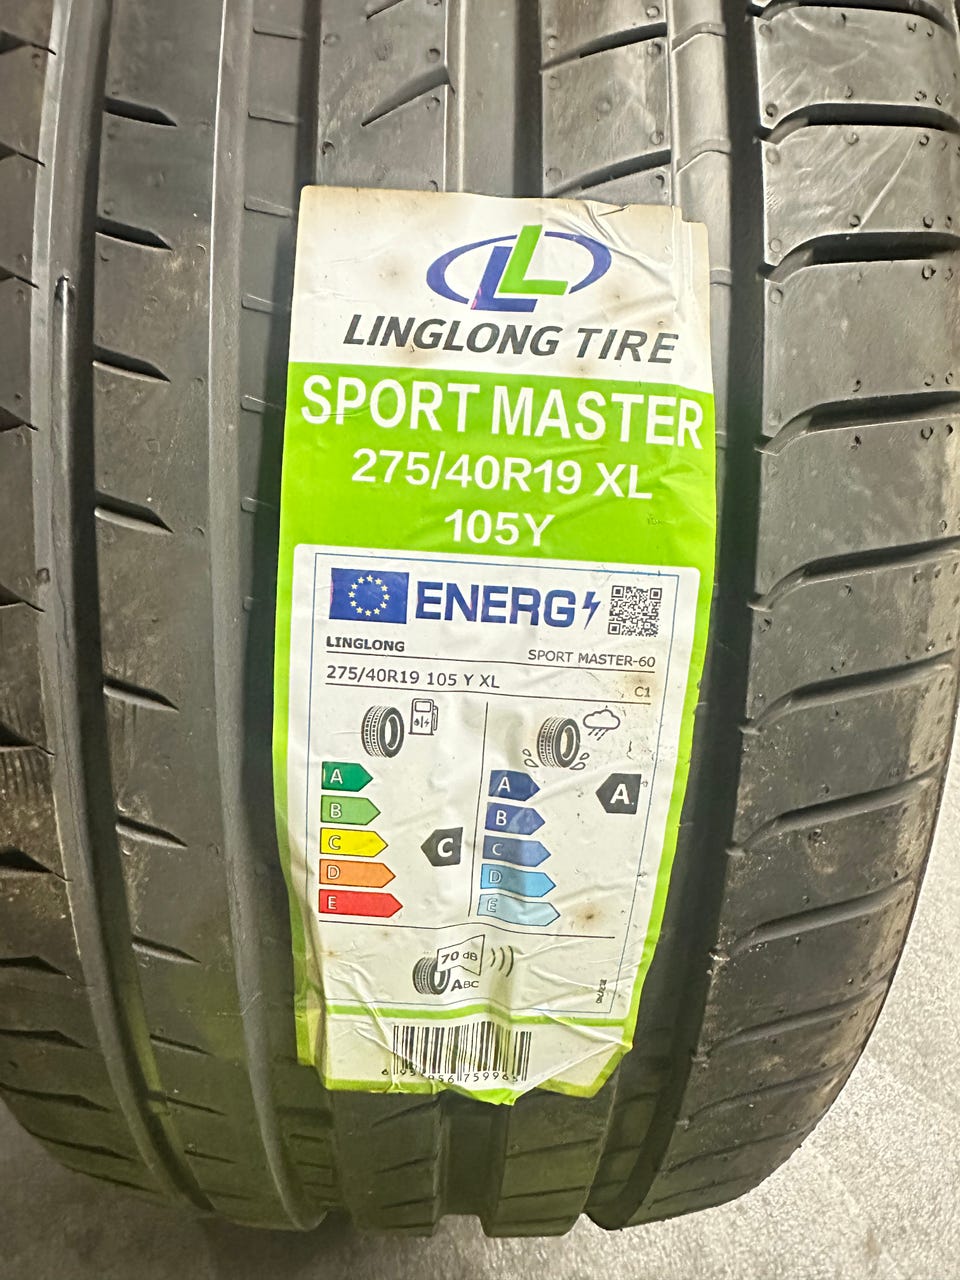 LINGLONG TIRE
SPORT MASTER
275/40R19 XL
105Y
ENERG
LINGLONG
SPORT MASTER-60
275/40R19 105 Y XL
C1
A
B
C
D
E
C
A
B
C
D
E
A
70 dB
ABC